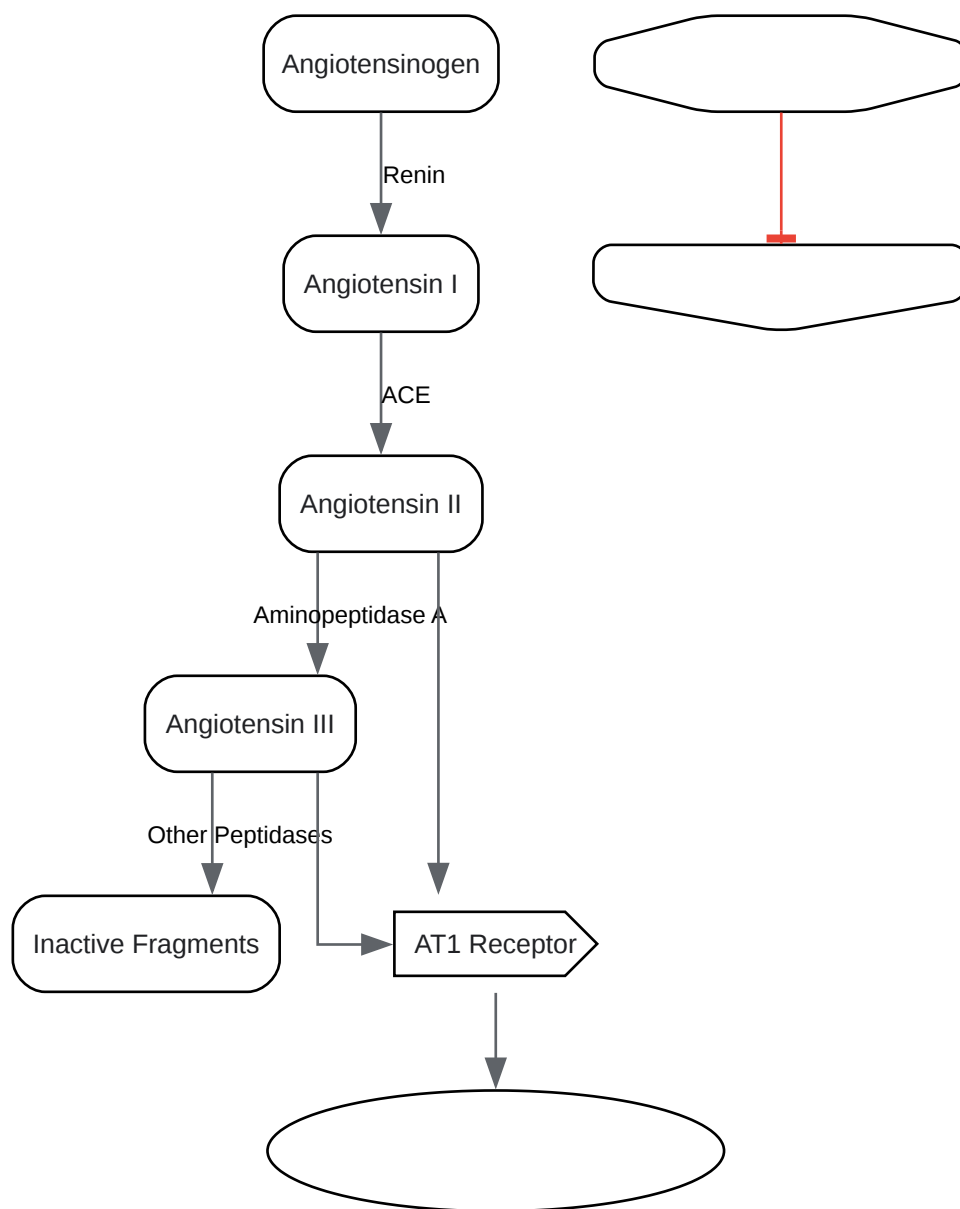 Angiotensinogen
Renin
Angiotensin I
ACE
Angiotensin II
Aminopeptidase A
Angiotensin III
Other Peptidases
Inactive Fragments
AT1 Receptor